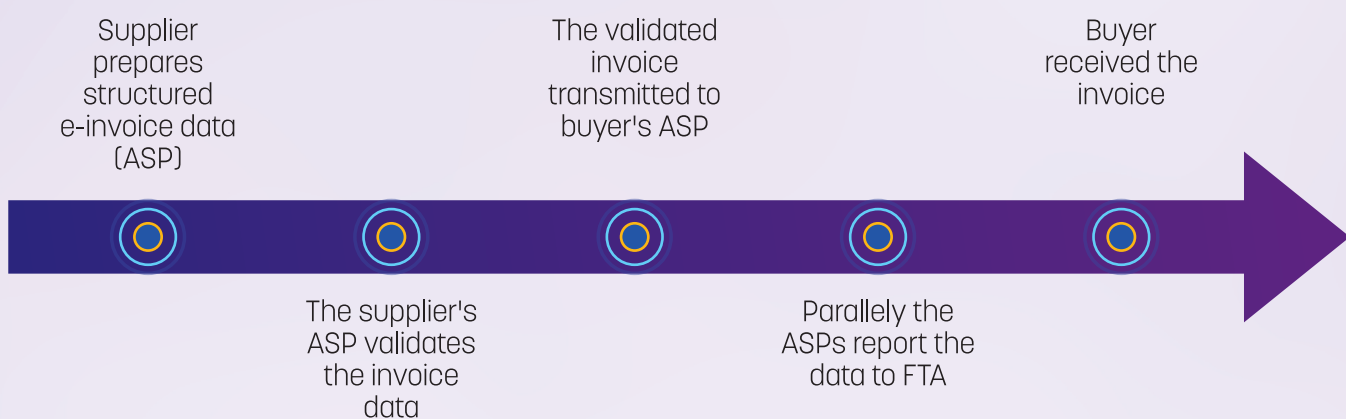 Supplier
prepares
structured
e-invoice data
(ASP)
The supplier's
ASP validates
the invoice
data
The validated
invoice
transmitted to
buyer's ASP
Parallely the
ASPs report the
data to FTA
Buyer
received the
invoice